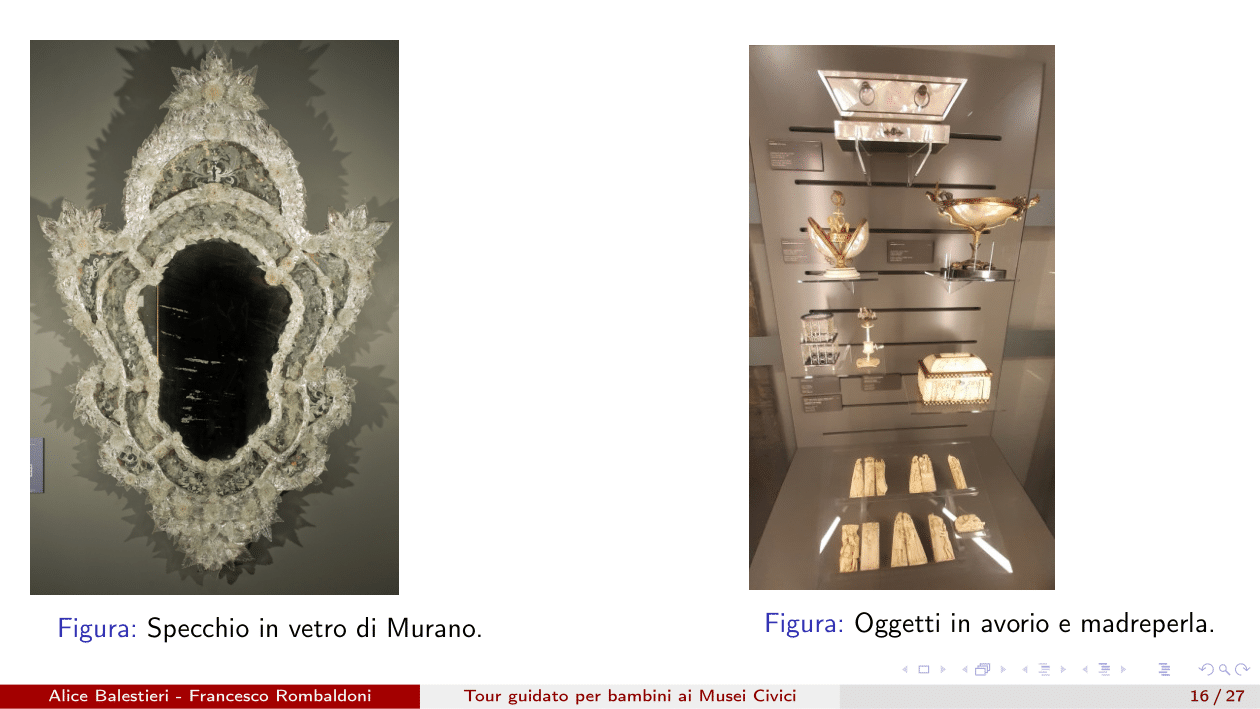 Figura: Specchio in vetro di Murano.
Figura: Oggetti in avorio e madreperla.
Alice Balestieri - Francesco Rombaldoni
Tour guidato per bambini ai Musei Civici
16 / 27